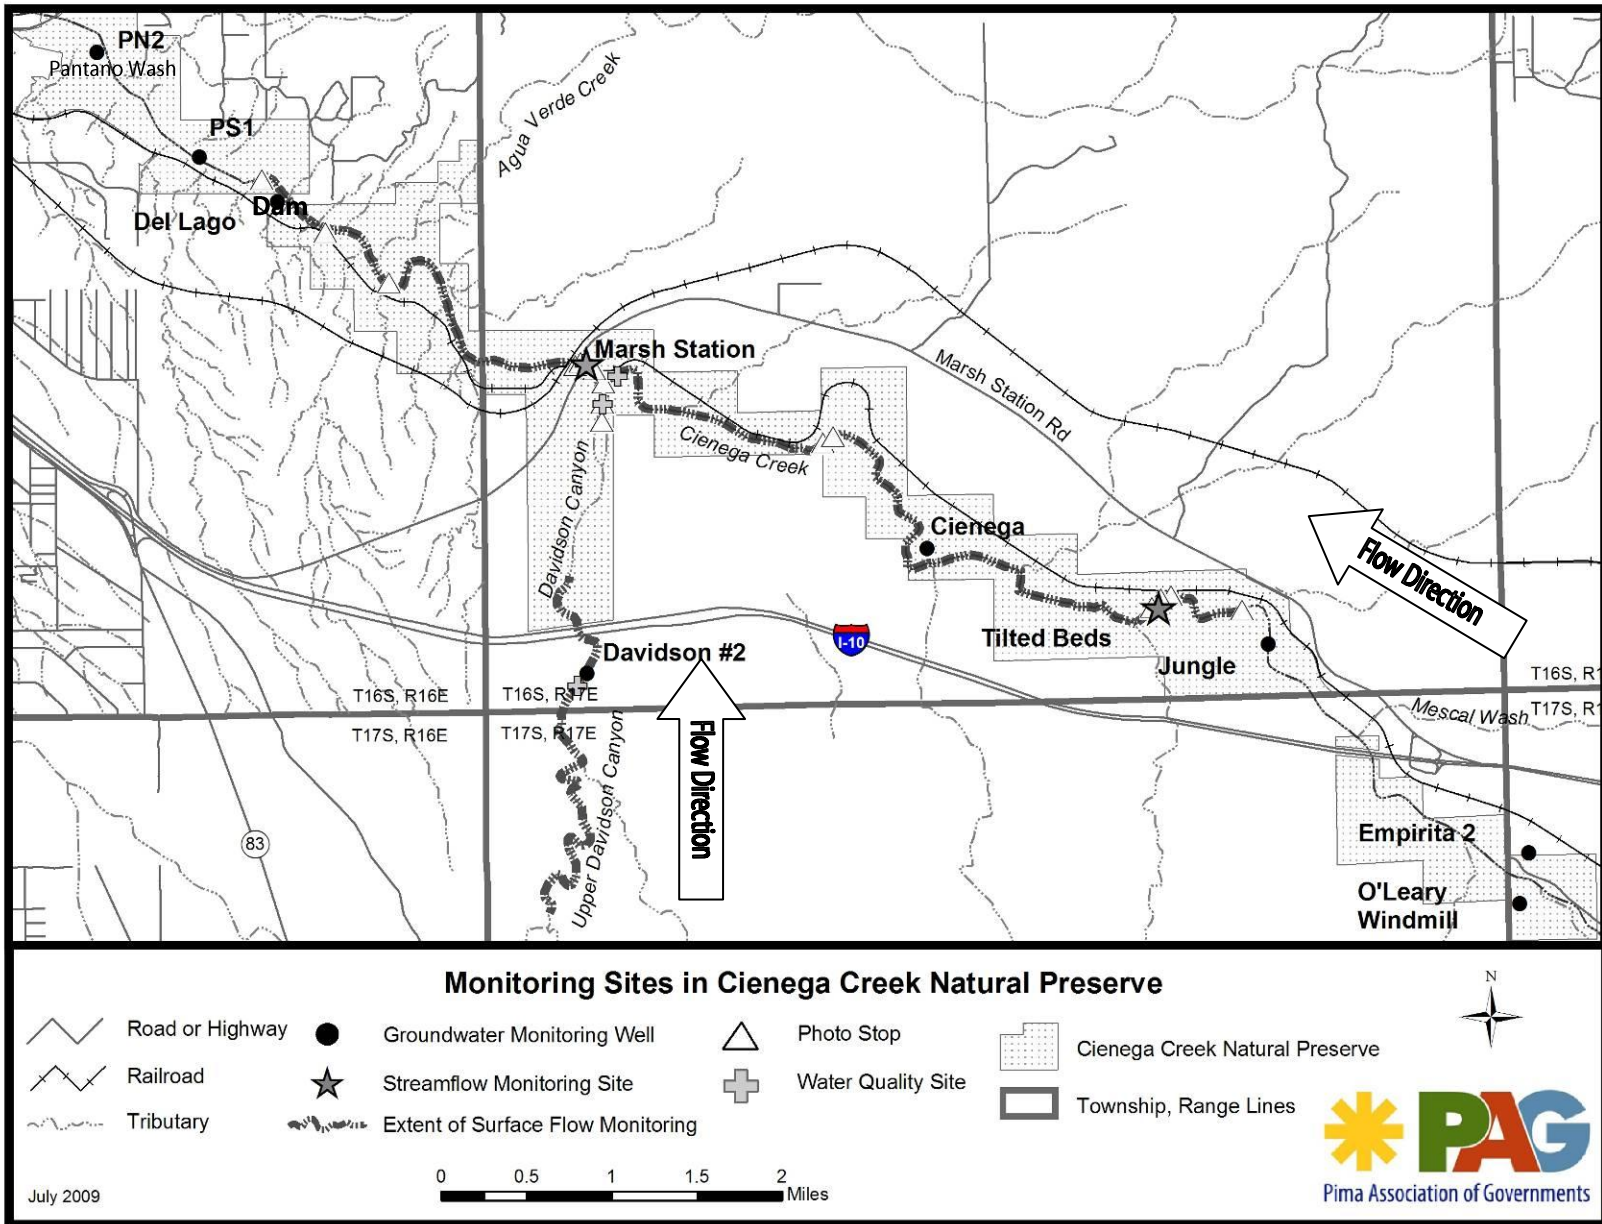 PN2
Pantano Wash
PS1
Agua Verde Creek
Dam
Del Lago
Marsh Station
Marsh Station Rd
Cienega Creek
Davidson Canyon
Cienega
Flow Direction
I-10
Tilted Beds
Jungle
Davidson #2
T16S, R16E
T16S, R17E
T16S, R1
T17S, R16E
T17S, R17E
T17S, R1
Mescal Wash
Upper Davidson Canyon
Flow Direction
83
Empirita 2
O'Leary
Windmill
Monitoring Sites in Cienega Creek Natural Preserve
N
Road or Highway
Groundwater Monitoring Well
Photo Stop
Cienega Creek Natural Preserve
Railroad
Streamflow Monitoring Site
Water Quality Site
Township, Range Lines
Tributary
Extent of Surface Flow Monitoring
PAG
Pima Association of Governments
0 0.5 1 1.5 2
Miles
July 2009